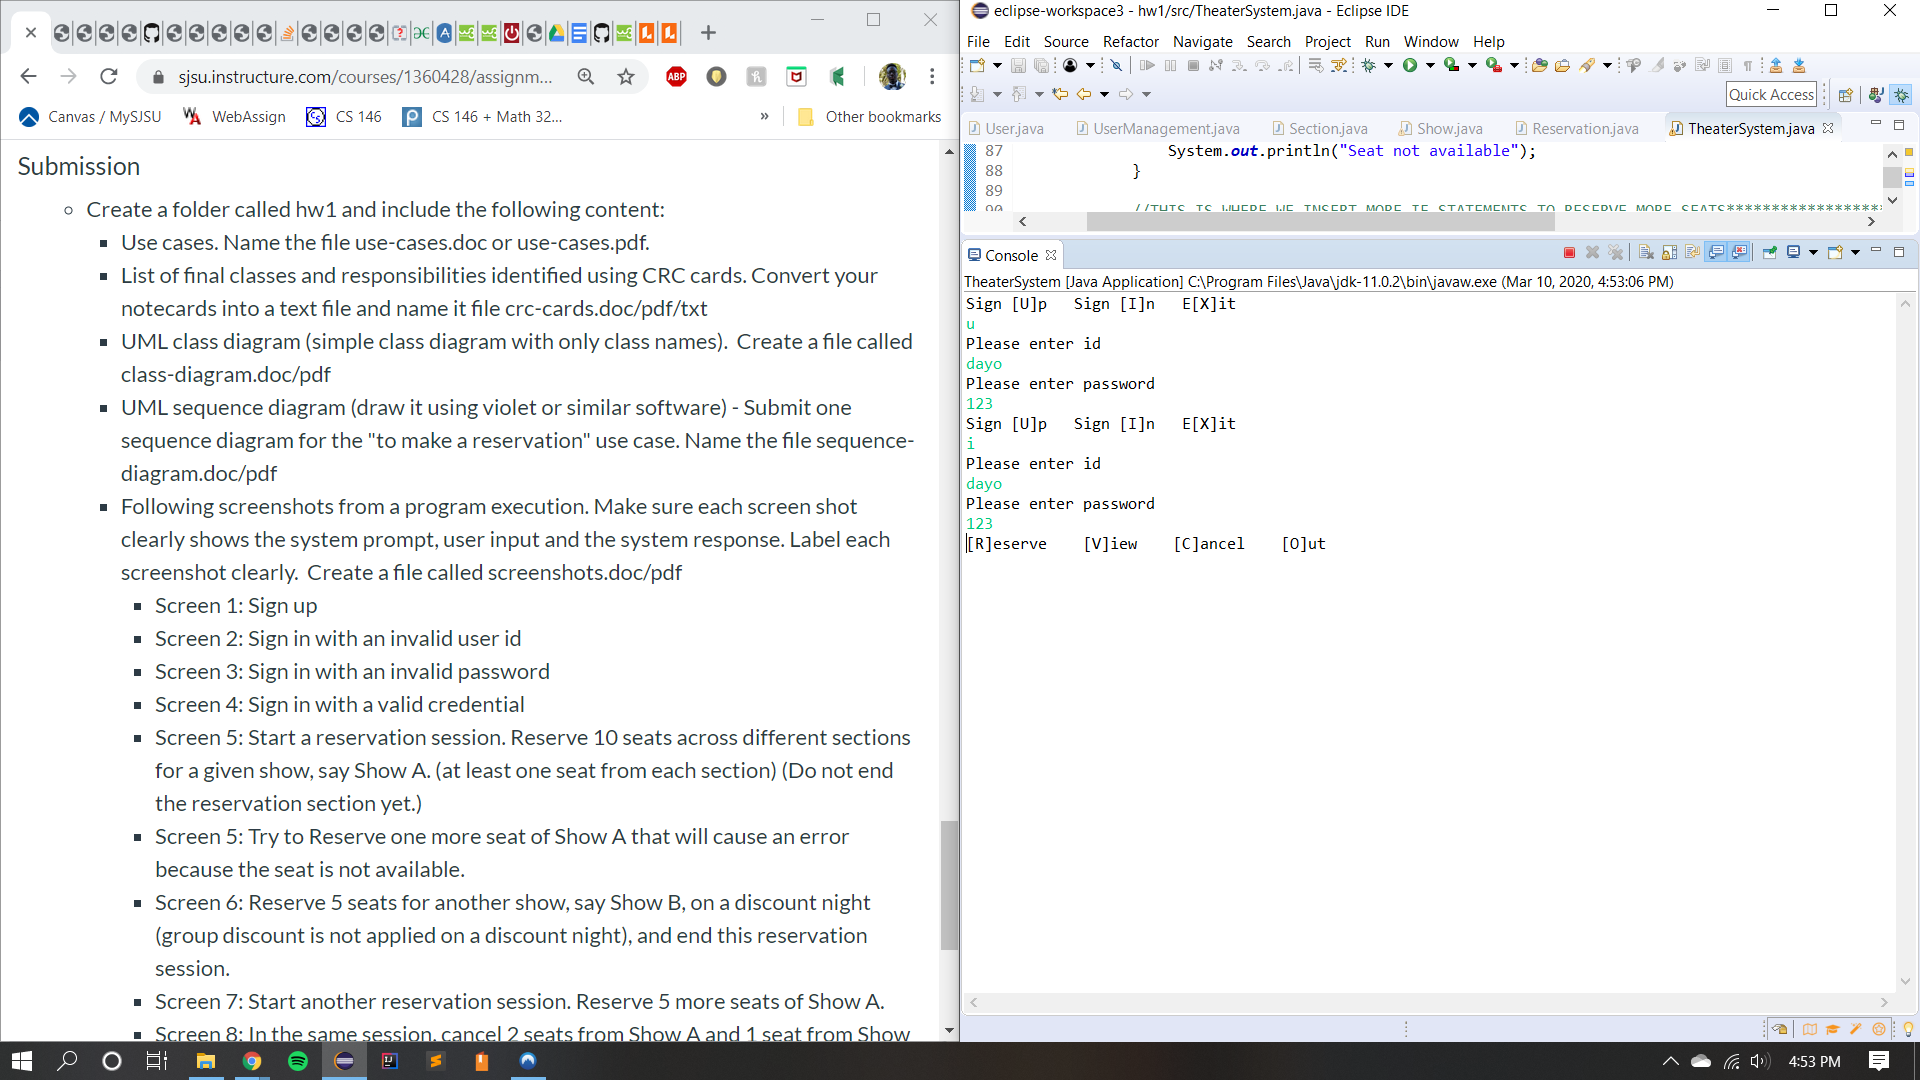 sjsu.instructure.com/courses/1360428/assignm...
ABP
Canvas / MySJSU
WebAssign
CS 146
CS 146 + Math 32...
»
Other bookmarks
Submission
Create a folder called hw1 and include the following content:
Use cases. Name the file use-cases.doc or use-cases.pdf.
List of final classes and responsibilities identified using CRC cards. Convert your
notecards into a text file and name it file crc-cards.doc/pdf/txt
UML class diagram (simple class diagram with only class names). Create a file called
class-diagram.doc/pdf
UML sequence diagram (draw it using violet or similar software) - Submit one
sequence diagram for the "to make a reservation" use case. Name the file sequence-
diagram.doc/pdf
Following screenshots from a program execution. Make sure each screen shot
clearly shows the system prompt, user input and the system response. Label each
screenshot clearly. Create a file called screenshots.doc/pdf
Screen 1: Sign up
Screen 2: Sign in with an invalid user id
Screen 3: Sign in with an invalid password
Screen 4: Sign in with a valid credential
Screen 5: Start a reservation session. Reserve 10 seats across different sections
for a given show, say Show A. (at least one seat from each section) (Do not end
the reservation section yet.)
Screen 5: Try to Reserve one more seat of Show A that will cause an error
because the seat is not available.
Screen 6: Reserve 5 seats for another show, say Show B, on a discount night
(group discount is not applied on a discount night), and end this reservation
session.
Screen 7: Start another reservation session. Reserve 5 more seats of Show A.
Screen 8: In the same session, cancel 2 seats from Show A and 1 seat from Show
eclipse-workspace3 - hw1/src/TheaterSystem.java - Eclipse IDE
File Edit Source Refactor Navigate Search Project Run Window Help
Quick Access
User.java UserManagement.java Section.java Show.java Reservation.java TheaterSystem.java
87 System.out.println("Seat not available");
88 }
89
90 //THIS IS WHERE WE INSERT MORE IF STATEMENTS TO RESERVE MORE SEATS******************
Console
TheaterSystem [Java Application] C:\Program Files\Java\jdk-11.0.2\bin\javaw.exe (Mar 10, 2020, 4:53:06 PM)
Sign [U]p Sign [I]n E[X]it
u
Please enter id
dayo
Please enter password
123
Sign [U]p Sign [I]n E[X]it
i
Please enter id
dayo
Please enter password
123
[R]eserve [V]iew [C]ancel [O]ut
4:53 PM